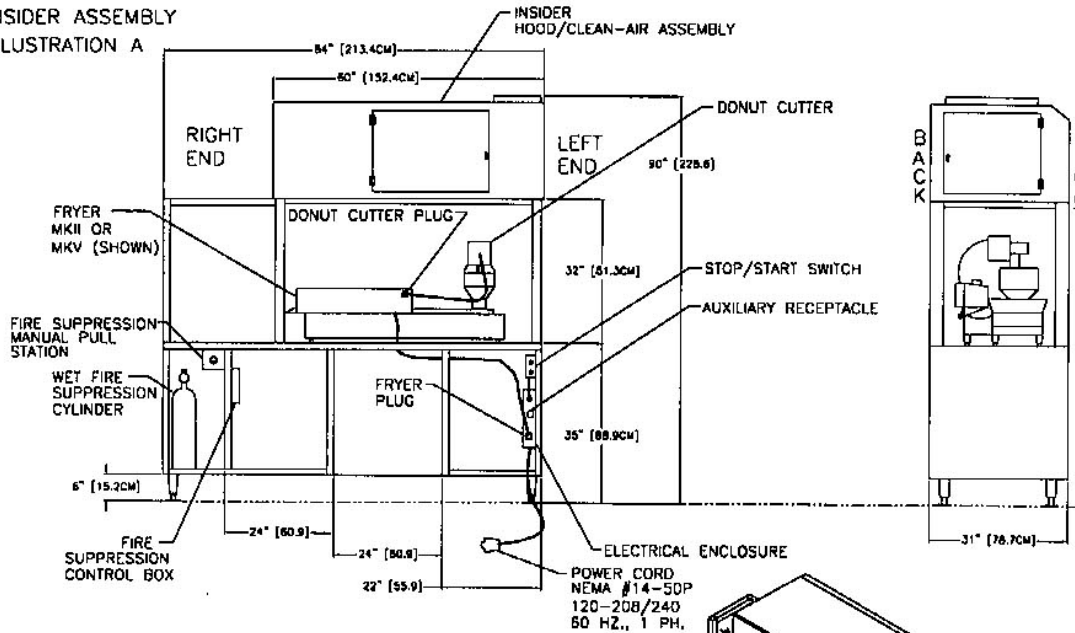 NSIDER ASSEMBLY
LLUSTRATION A
INSIDER
HOOD/CLEAN-AIR ASSEMBLY
84" [213.4CM]
60" [152.4CM]
RIGHT
END
LEFT
END
DONUT CUTTER
90" [228.6]
BACK
FRYER
MKII OR
MKV (SHOWN)
DONUT CUTTER PLUG
32" [81.3CM]
STOP/START SWITCH
AUXILIARY RECEPTACLE
FIRE SUPPRESSION
MANUAL PULL
STATION
WET FIRE
SUPPRESSION
CYLINDER
FRYER
PLUG
35" [88.9CM]
6" [15.2CM]
24" [60.9]
24" [60.9]
22" [55.9]
31" [78.7CM]
FIRE
SUPPRESSION
CONTROL BOX
ELECTRICAL ENCLOSURE
POWER CORD
NEMA #14-50P
120-208/240
60 HZ., 1 PH.